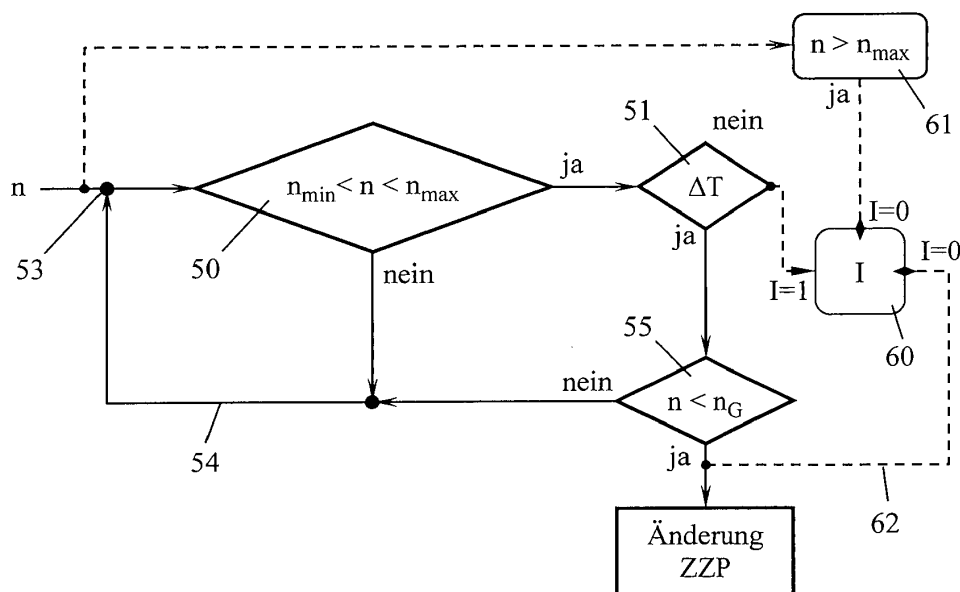 n > n_max
ja
61
51
nein
n
n_min < n < n_max
ja
ΔT
53
50
nein
ja
I=0
I=0
I=1
I
60
55
nein
n < n_G
54
ja
62
Änderung
ZZP